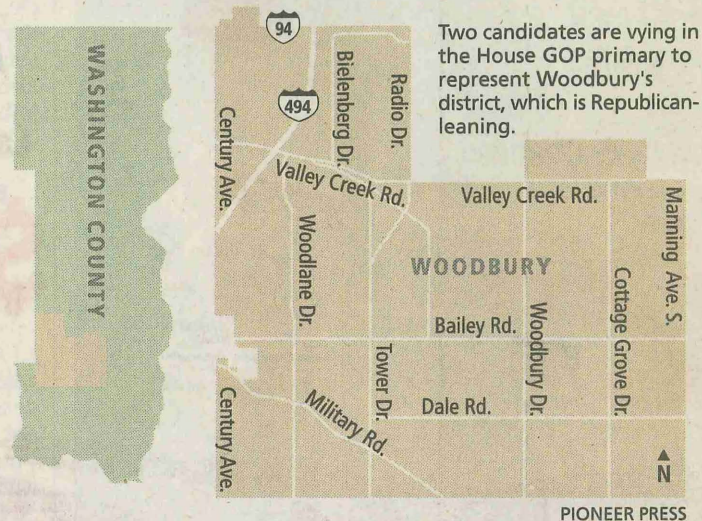 Two candidates are vying in
the House GOP primary to
represent Woodbury's
district, which is Republican-
leaning.
WASHINGTON COUNTY
94
494
Century Ave.
Bielenberg Dr.
Radio Dr.
Valley Creek Rd.
Valley Creek Rd.
Manning Ave. S.
Woodlane Dr.
WOODBURY
Cottage Grove Dr.
Bailey Rd.
Woodbury Dr.
Tower Dr.
Dale Rd.
Century Ave.
Military Rd.
N
PIONEER PRESS